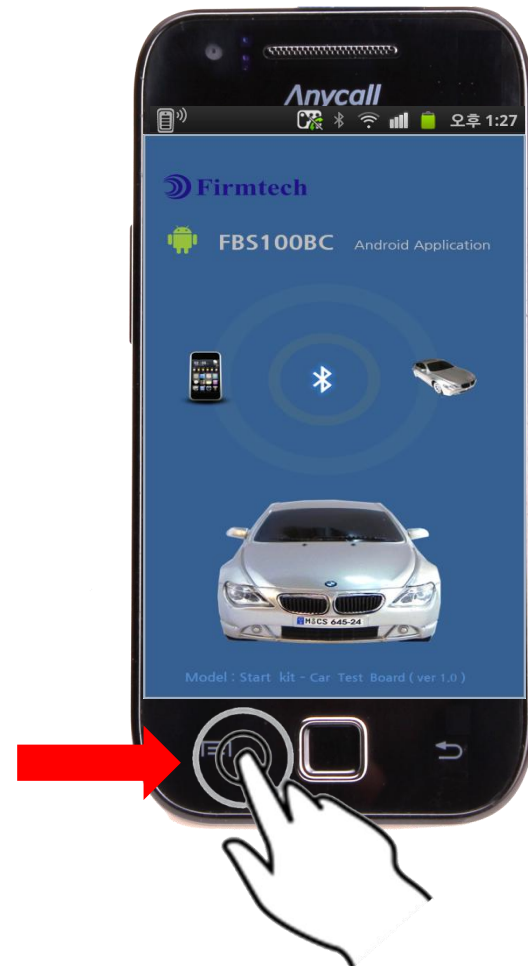 Anycall
오후 1:27
Firmtech
FBS100BC Android Application
M:CS 645-24
Model : Start kit - Car Test Board ( ver 1.0 )